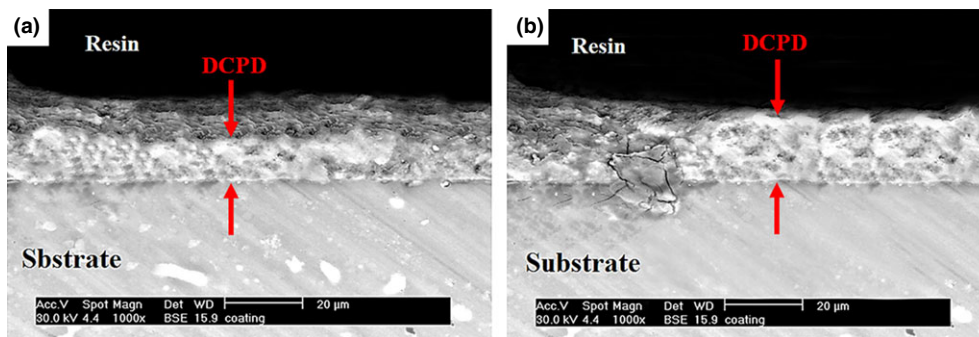 (a)
Resin
DCPD
Sbstrate
Acc.V Spot Magn Det WD 20 µm
30.0 kV 4.4 1000x BSE 15.9 coating
(b)
Resin
DCPD
Substrate
Acc.V Spot Magn Det WD 20 µm
30.0 kV 4.4 1000x BSE 15.9 coating